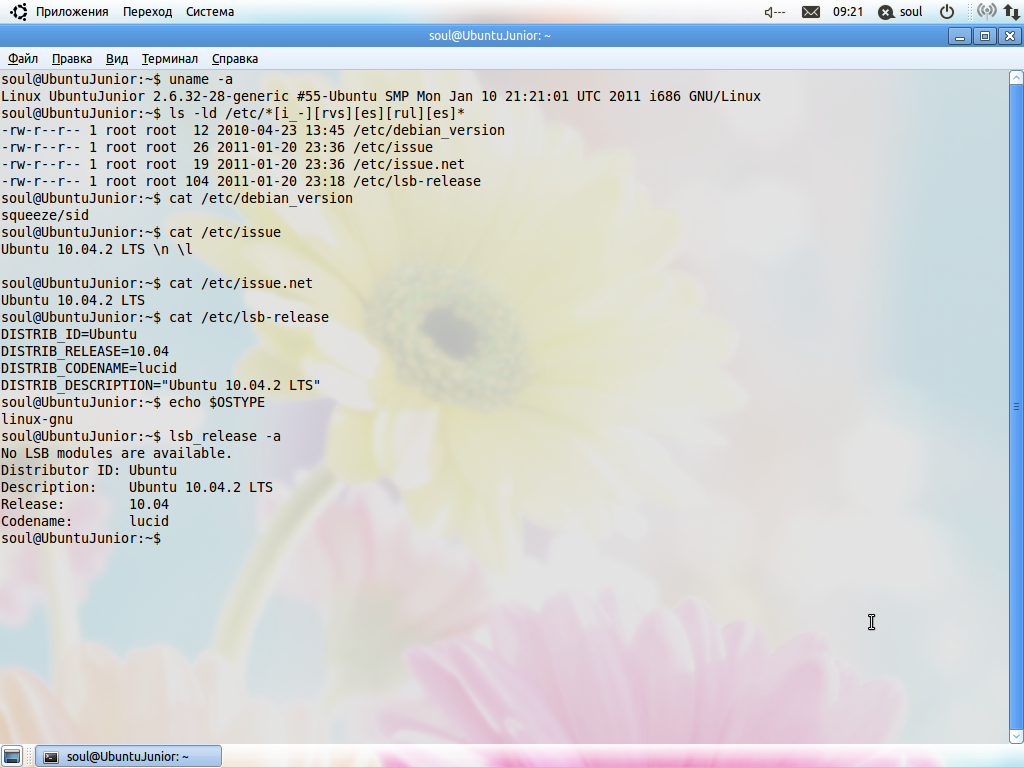 Приложения Переход Система 09:21 soul
soul@UbuntuJunior: ~
Файл Правка Вид Терминал Справка
soul@UbuntuJunior:~$ uname -a
Linux UbuntuJunior 2.6.32-28-generic #55-Ubuntu SMP Mon Jan 10 21:21:01 UTC 2011 i686 GNU/Linux
soul@UbuntuJunior:~$ ls -ld /etc/*[i_-][rvs][es][rul][es]*
-rw-r--r-- 1 root root  12 2010-04-23 13:45 /etc/debian_version
-rw-r--r-- 1 root root  26 2011-01-20 23:36 /etc/issue
-rw-r--r-- 1 root root  19 2011-01-20 23:36 /etc/issue.net
-rw-r--r-- 1 root root 104 2011-01-20 23:18 /etc/lsb-release
soul@UbuntuJunior:~$ cat /etc/debian_version
squeeze/sid
soul@UbuntuJunior:~$ cat /etc/issue
Ubuntu 10.04.2 LTS \n \l
soul@UbuntuJunior:~$ cat /etc/issue.net
Ubuntu 10.04.2 LTS
soul@UbuntuJunior:~$ cat /etc/lsb-release
DISTRIB_ID=Ubuntu
DISTRIB_RELEASE=10.04
DISTRIB_CODENAME=lucid
DISTRIB_DESCRIPTION="Ubuntu 10.04.2 LTS"
soul@UbuntuJunior:~$ echo $OSTYPE
linux-gnu
soul@UbuntuJunior:~$ lsb_release -a
No LSB modules are available.
Distributor ID: Ubuntu
Description:    Ubuntu 10.04.2 LTS
Release:        10.04
Codename:       lucid
soul@UbuntuJunior:~$
soul@UbuntuJunior: ~